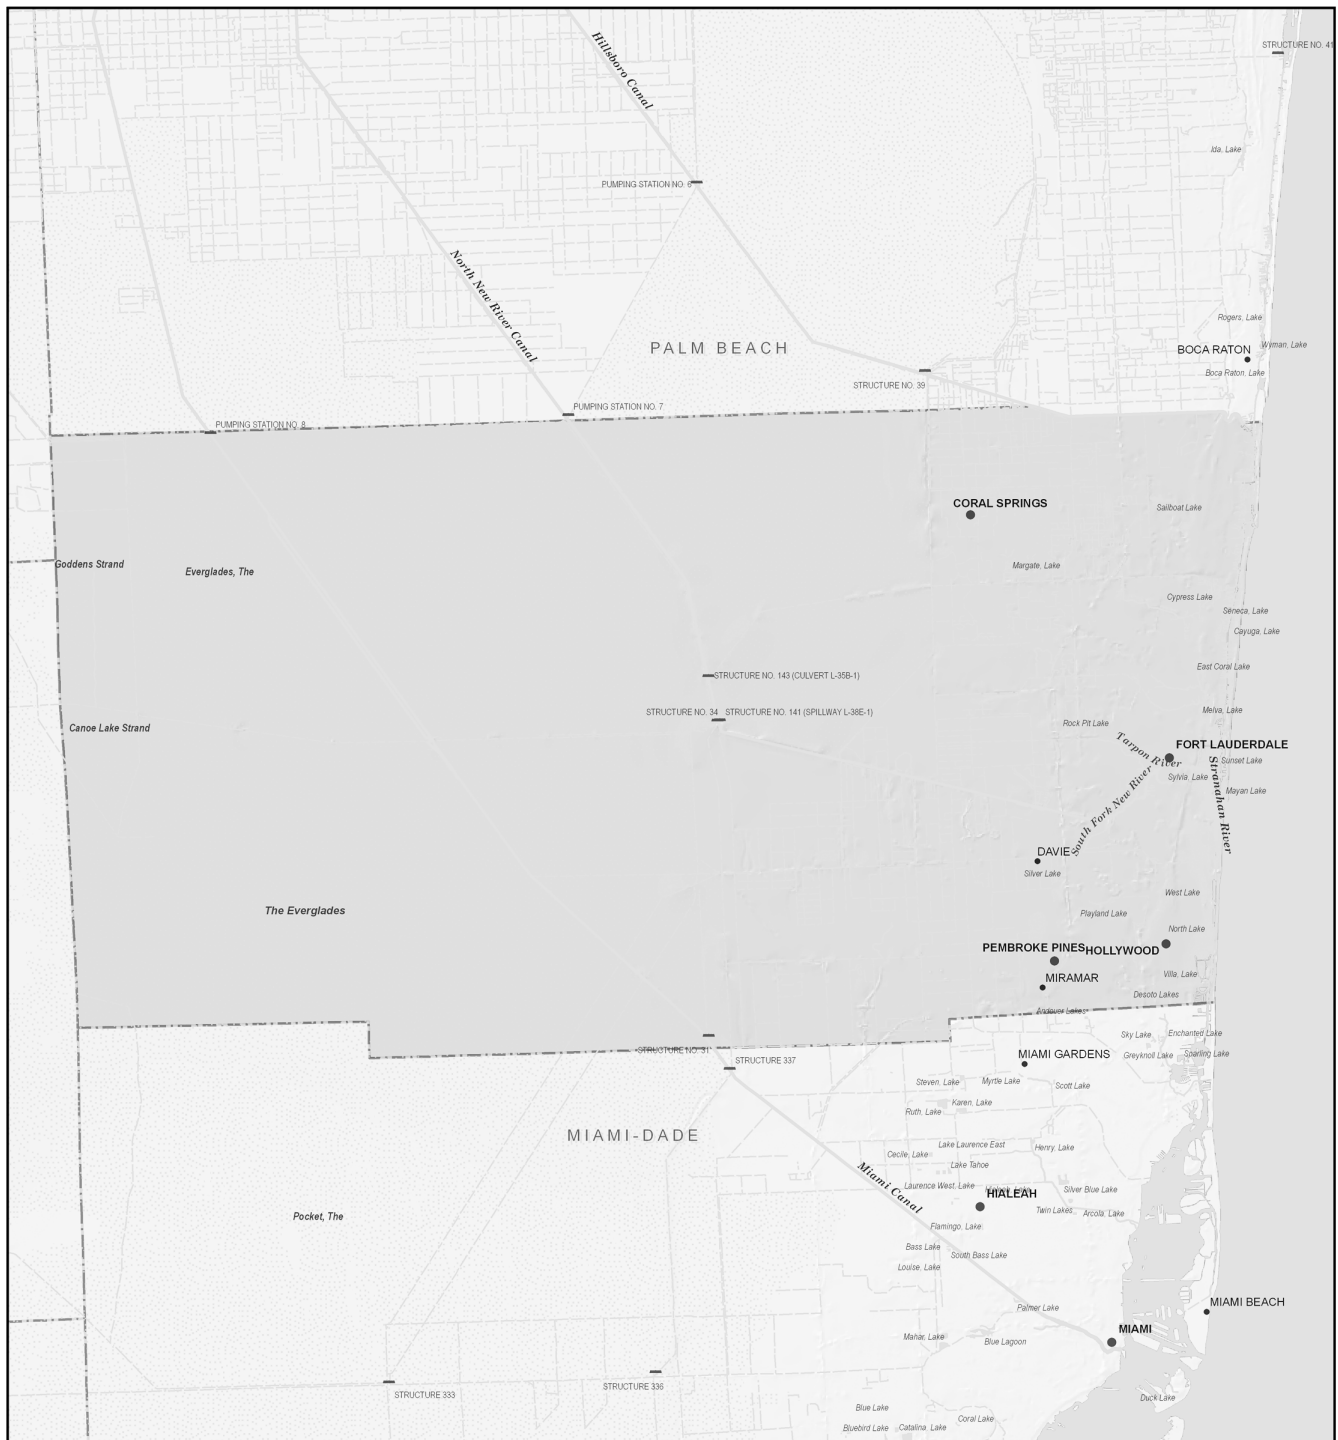 STRUCTURE NO. 41
Hillsboro Canal
Ida, Lake
PUMPING STATION NO. 6
North New River Canal
Rogers, Lake
Wyman, Lake
PALM BEACH
BOCA RATON
Boca Raton, Lake
STRUCTURE NO. 39
PUMPING STATION NO. 7
PUMPING STATION NO. 8
CORAL SPRINGS
Sailboat Lake
Goddens Strand
Everglades, The
Margate, Lake
Cypress Lake
Seneca, Lake
Cayuga, Lake
East Coral Lake
STRUCTURE NO. 143 (CULVERT L-35B-1)
STRUCTURE NO. 34
STRUCTURE NO. 141 (SPILLWAY L-38E-1)
Melva, Lake
Canoe Lake Strand
Rock Pit Lake
Tarpon River
FORT LAUDERDALE
Sunset Lake
Sylvia, Lake
Stranahan River
Mayan Lake
South Fork New River
DAVIE
Silver Lake
West Lake
The Everglades
Playland Lake
North Lake
PEMBROKE PINES
HOLLYWOOD
Villa, Lake
MIRAMAR
Desoto Lakes
Andover Lakes
Sky Lake
Enchanted Lake
STRUCTURE NO. 31
STRUCTURE 337
MIAMI GARDENS
Greyknoll Lake
Sparling Lake
Steven, Lake
Myrtle Lake
Scott Lake
Karen, Lake
Ruth, Lake
MIAMI-DADE
Lake Laurence East
Henry, Lake
Cecile, Lake
Lake Tahoe
Miami Canal
Laurence West, Lake
HIALEAH
Silver Blue Lake
Twin Lakes
Arcola, Lake
Pocket, The
Flamingo, Lake
Bass Lake
South Bass Lake
Louise, Lake
MIAMI BEACH
Palmer Lake
MIAMI
Mahar, Lake
Blue Lagoon
STRUCTURE 333
STRUCTURE 336
Duck Lake
Blue Lake
Coral Lake
Bluebird Lake
Catalina, Lake